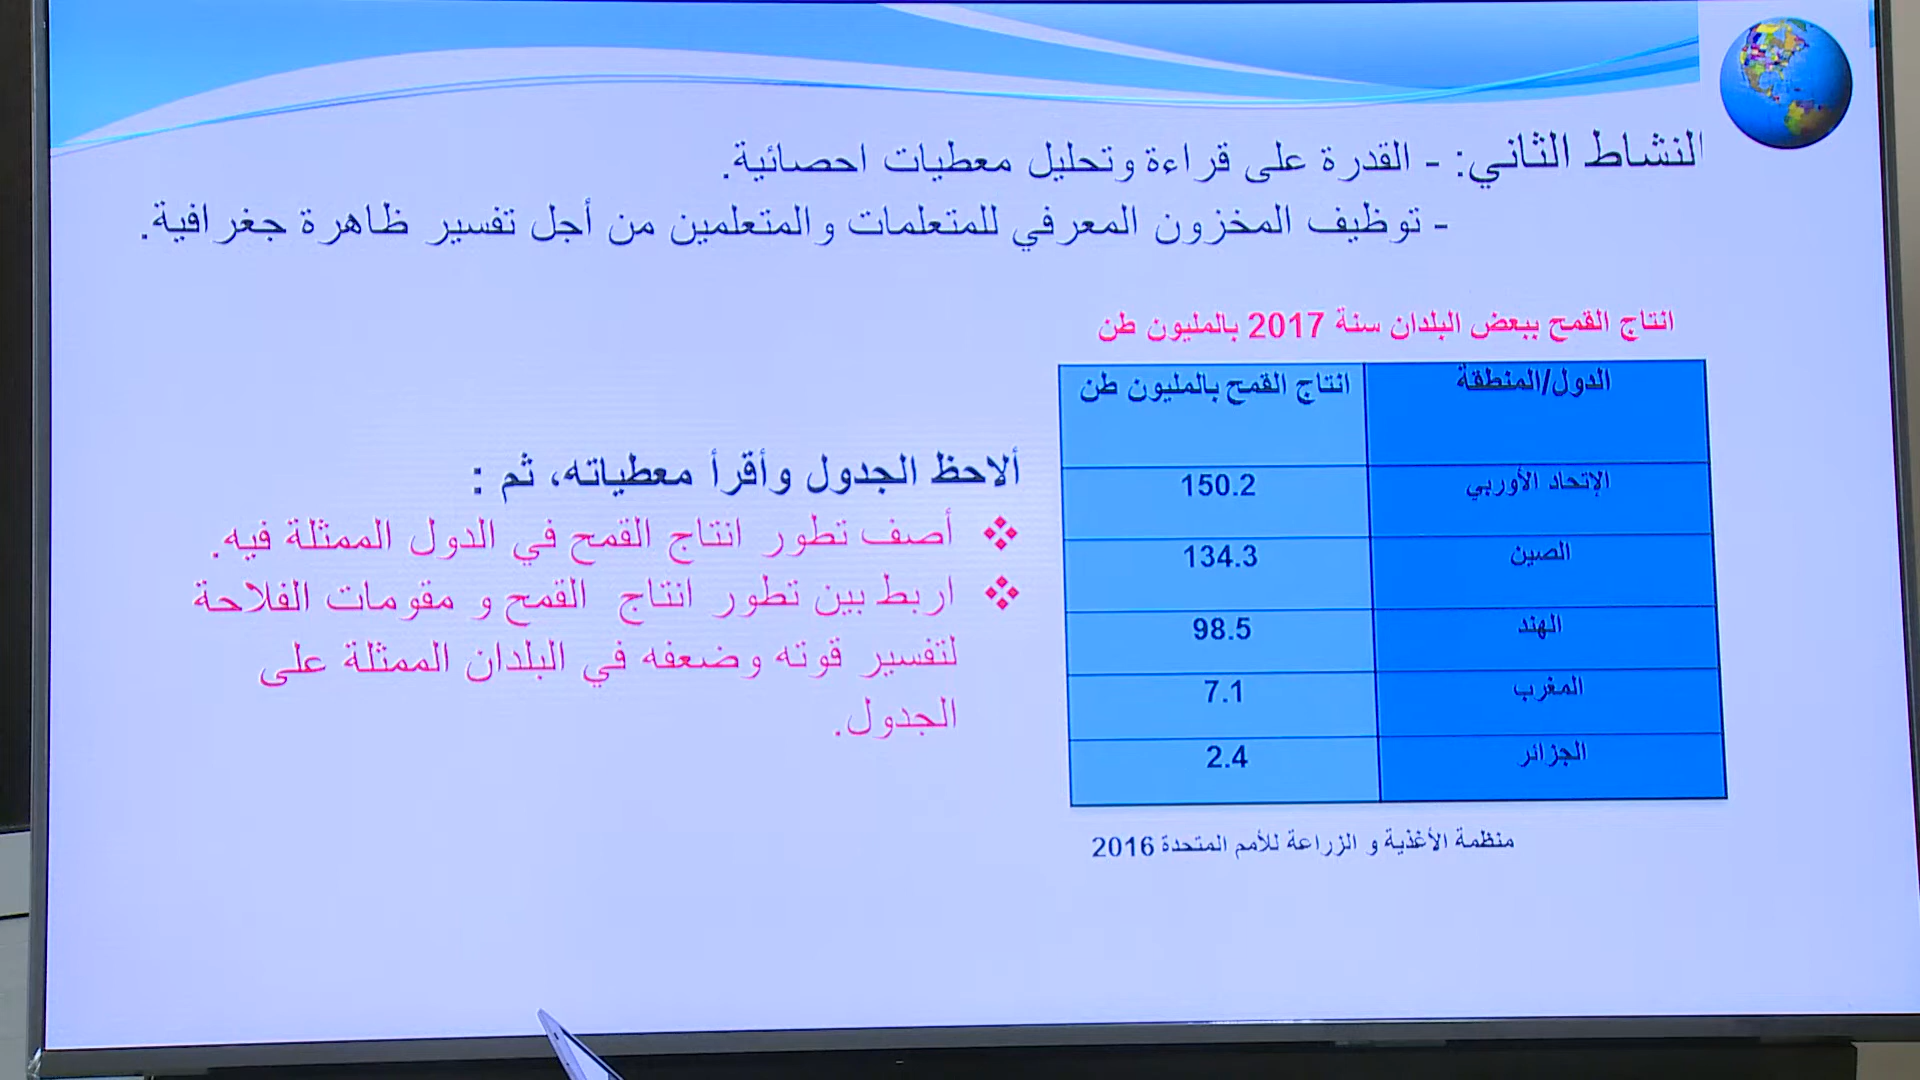 النشاط الثاني: - القدرة على قراءة وتحليل معطيات احصائية.
- توظيف المخزون المعرفي للمتعلمات والمتعلمين من أجل تفسير ظاهرة جغرافية.
انتاج القمح ببعض البلدان سنة 2017 بالمليون طن
الدول/المنطقة انتاج القمح بالمليون طن
الإتحاد الأوربي 150.2
الصين 134.3
الهند 98.5
المغرب 7.1
الجزائر 2.4
منظمة الأغذية و الزراعة للأمم المتحدة 2016
ألاحظ الجدول وأقرأ معطياته، ثم :
❖ أصف تطور انتاج القمح في الدول الممثلة فيه.
❖ اربط بين تطور انتاج القمح و مقومات الفلاحة
لتفسير قوته وضعفه في البلدان الممثلة على
الجدول.